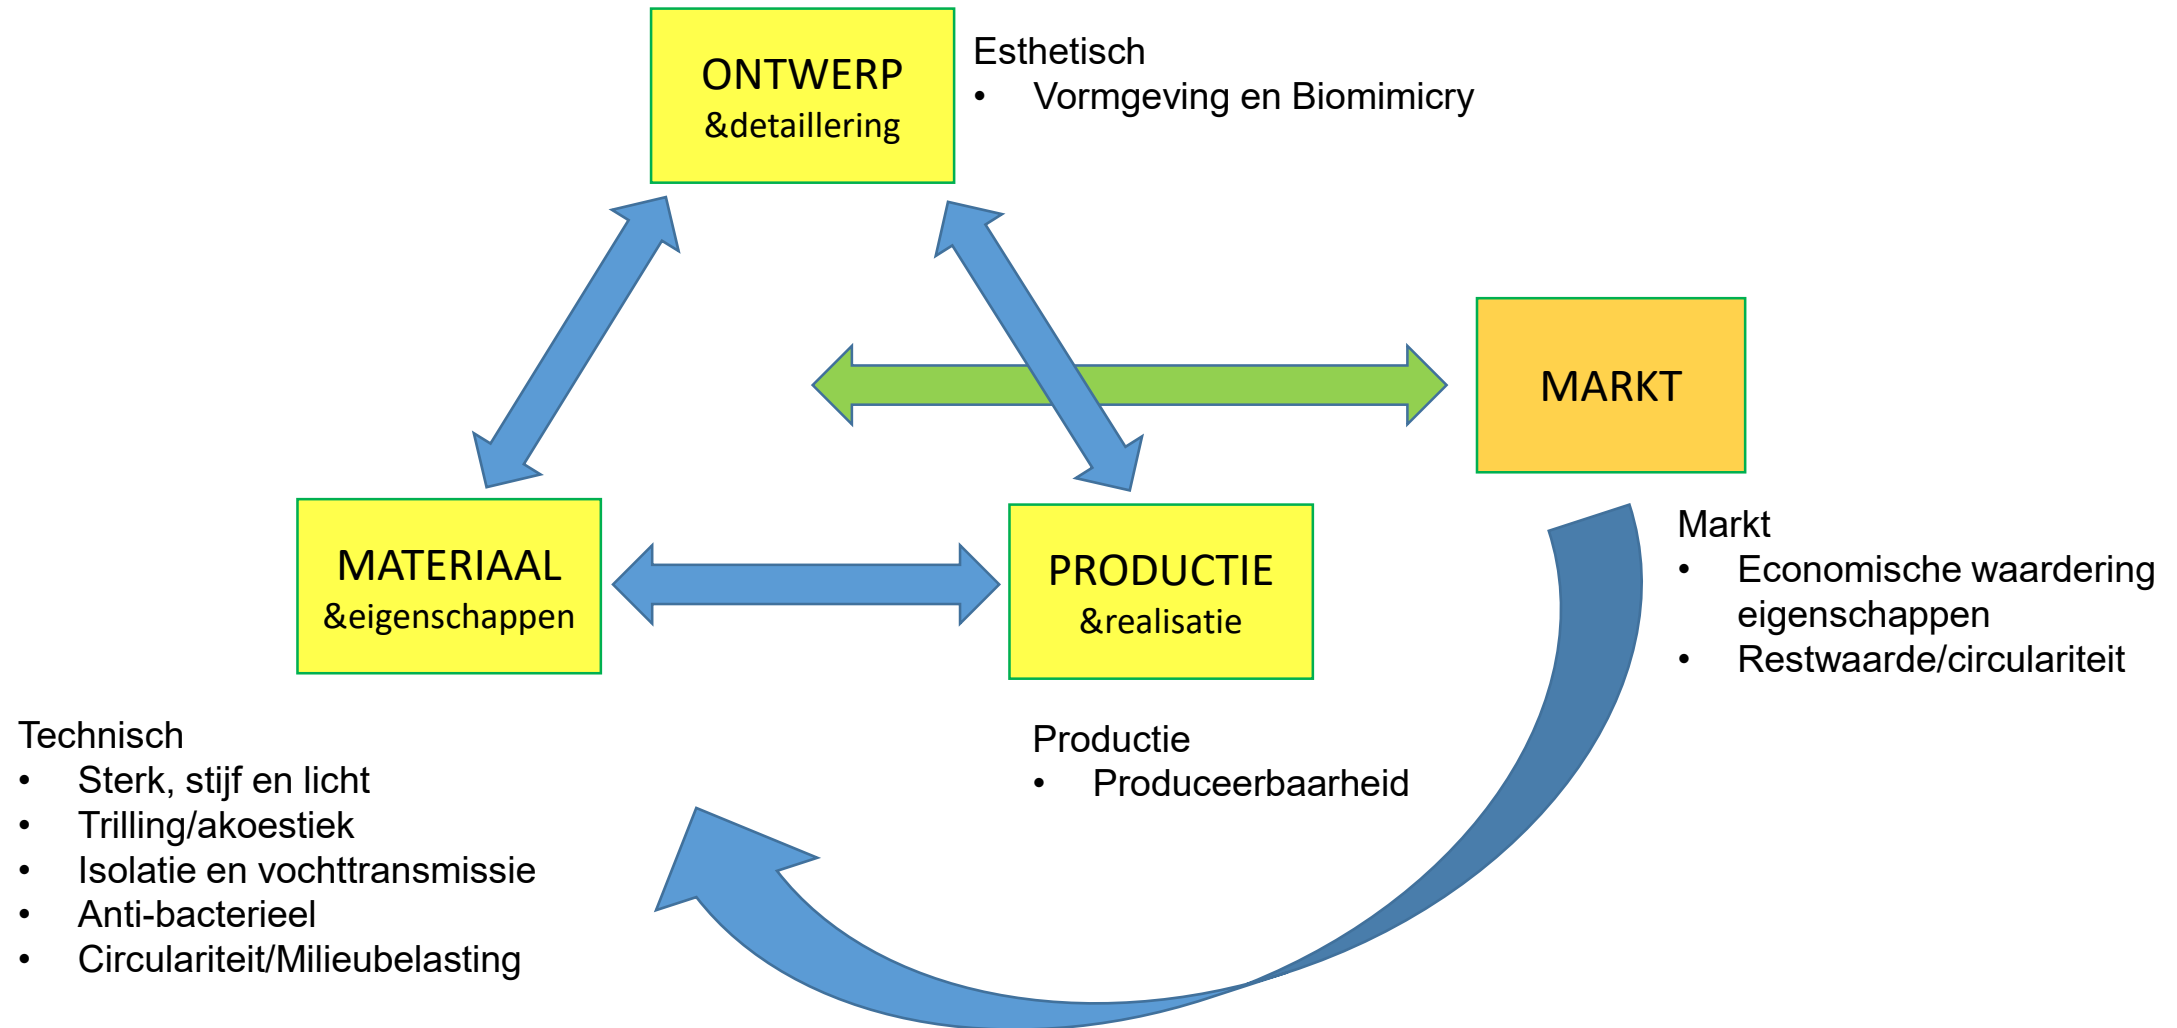 ONTWERP
&detaillering
Esthetisch
• Vormgeving en Biomimicry
MARKT
MATERIAAL
&eigenschappen
PRODUCTIE
&realisatie
Markt
• Economische waardering
eigenschappen
• Restwaarde/circulariteit
Technisch
• Sterk, stijf en licht
• Trilling/akoestiek
• Isolatie en vochttransmissie
• Anti-bacterieel
• Circulariteit/Milieubelasting
Productie
• Produceerbaarheid